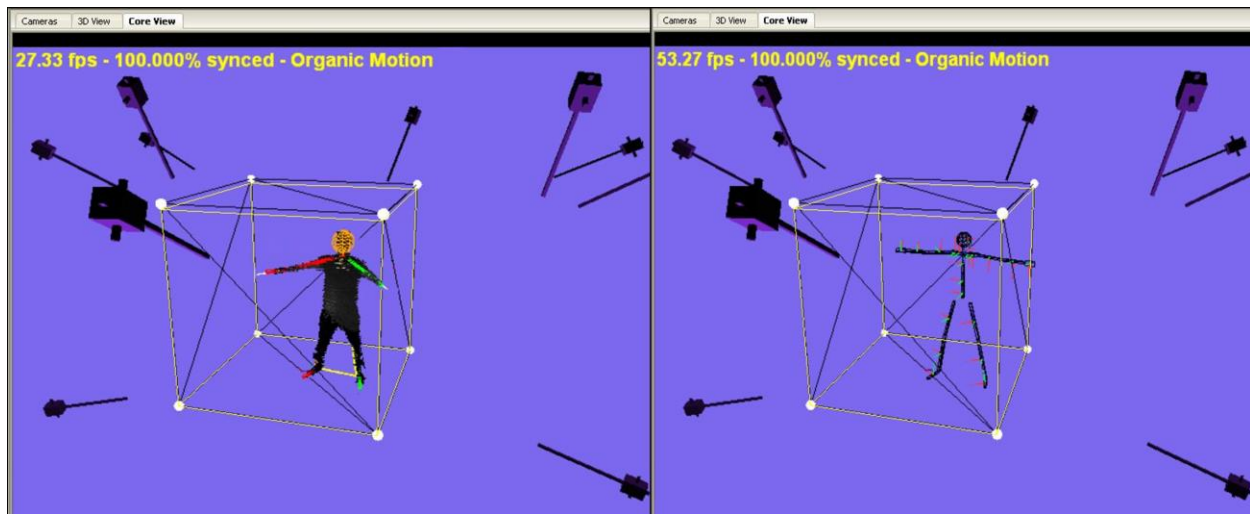 Cameras 3D View Core View
27.33 fps - 100.000% synced - Organic Motion
Cameras 3D View Core View
53.27 fps - 100.000% synced - Organic Motion